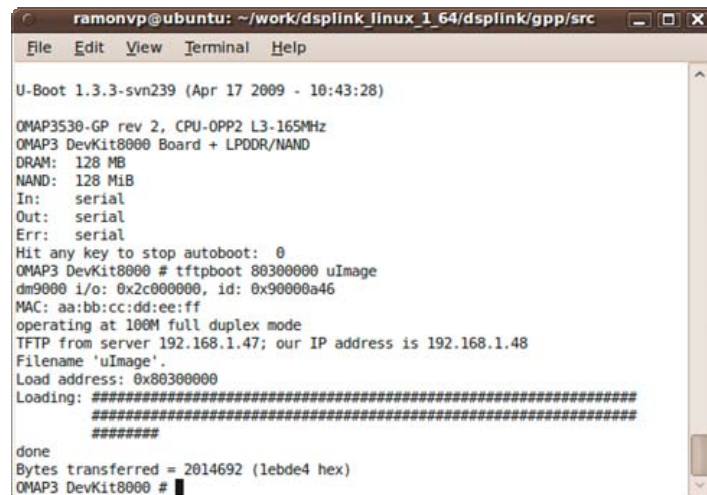 ramonvp@ubuntu: ~/work/dsplink_linux_1_64/dsplink/gpp/src
File Edit View Terminal Help
U-Boot 1.3.3-svn239 (Apr 17 2009 - 10:43:28)
OMAP3530-GP rev 2, CPU-OPP2 L3-165MHz
OMAP3 DevKit8000 Board + LPDDR/NAND
DRAM:  128 MB
NAND:  128 MiB
In:    serial
Out:   serial
Err:   serial
Hit any key to stop autoboot:  0
OMAP3 DevKit8000 # tftpboot 80300000 uImage
dm9000 i/o: 0x2c000000, id: 0x90000a46
MAC: aa:bb:cc:dd:ee:ff
operating at 100M full duplex mode
TFTP from server 192.168.1.47; our IP address is 192.168.1.48
Filename 'uImage'.
Load address: 0x80300000
Loading: #################################################################
#################################################################
########
done
Bytes transferred = 2014692 (1ebde4 hex)
OMAP3 DevKit8000 #